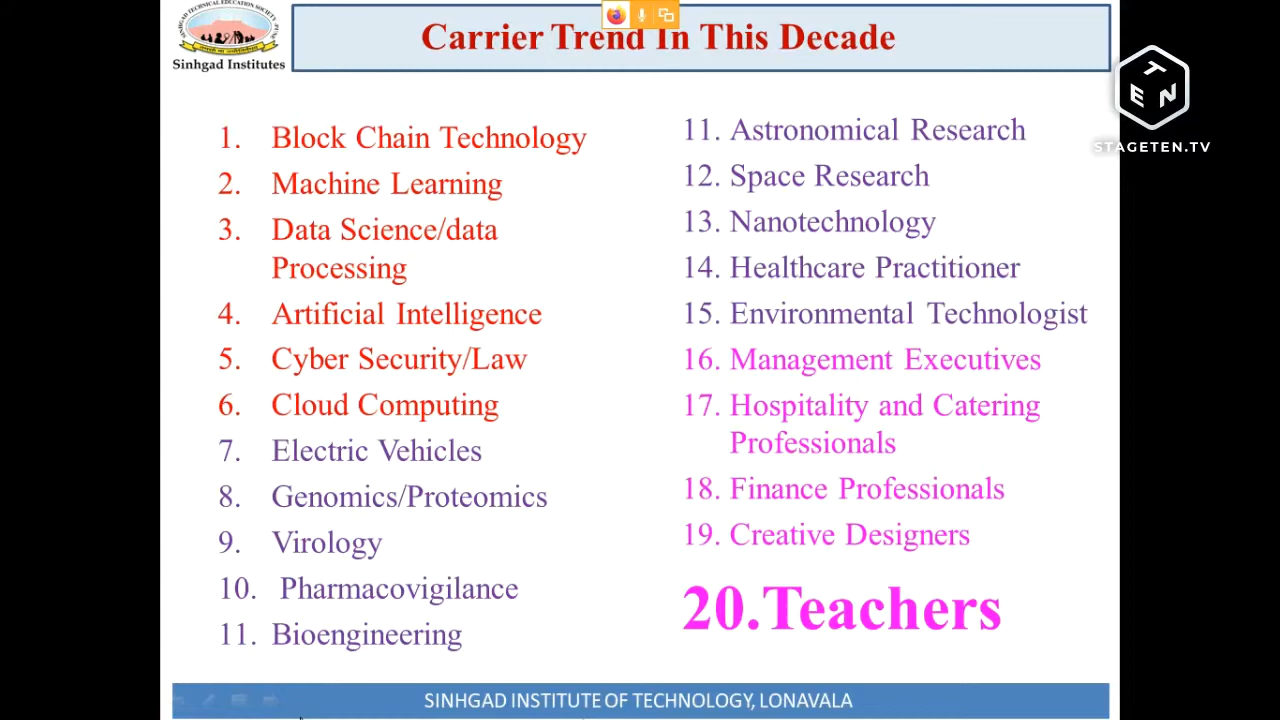 Sinhgad Institutes
Carrier Trend In This Decade
TEN
STAGETEN.TV
1. Block Chain Technology
2. Machine Learning
3. Data Science/data
Processing
4. Artificial Intelligence
5. Cyber Security/Law
6. Cloud Computing
7. Electric Vehicles
8. Genomics/Proteomics
9. Virology
10. Pharmacovigilance
11. Bioengineering
11. Astronomical Research
12. Space Research
13. Nanotechnology
14. Healthcare Practitioner
15. Environmental Technologist
16. Management Executives
17. Hospitality and Catering
Professionals
18. Finance Professionals
19. Creative Designers
20.Teachers
SINHGAD INSTITUTE OF TECHNOLOGY, LONAVALA